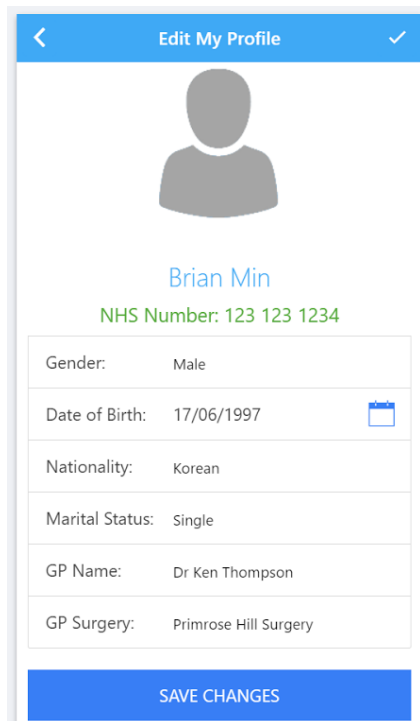 Edit My Profile
Brian Min
NHS Number: 123 123 1234
Gender: Male
Date of Birth: 17/06/1997
Nationality: Korean
Marital Status: Single
GP Name: Dr Ken Thompson
GP Surgery: Primrose Hill Surgery
SAVE CHANGES